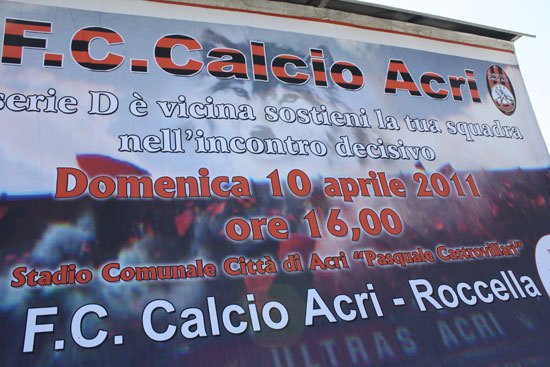 F.C.Calcio Acri
serie D è vicina sostieni la tua squadra
nell'incontro decisivo
Domenica 10 aprile 2011
ore 16,00
Stadio Comunale Città di Acri "Pasquale Castrovillari"
F.C. Calcio Acri - Roccella
ULTRAS ACRI